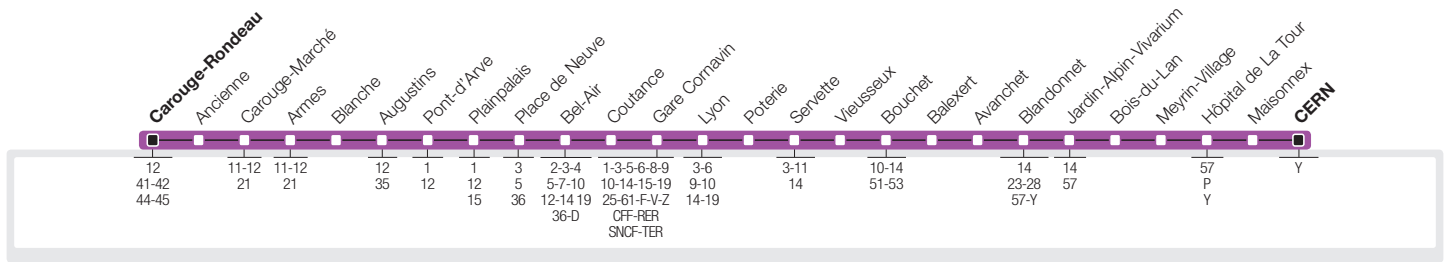 Carouge-Rondeau
Ancienne
Carouge-Marché
Armes
Blanche
Augustins
Pont-d'Arve
Plainpalais
Place de Neuve
Bel-Air
Coutance
Gare Cornavin
Lyon
Poterie
Servette
Vieusseux
Bouchet
Balexert
Avanchet
Blandonnet
Jardin-Alpin-Vivarium
Bois-du-Lan
Meyrin-Village
Hôpital de La Tour
Maisonnex
CERN
12
41-42
44-45
11-12
21
11-12
21
12
35
1
12
1
12
15
3
5
36
2-3-4
5-7-10
12-14 19
36-D
1-3-5-6-8-9
10-14-15-19
25-61-F-V-Z
CFF-RER
SNCF-TER
3-6
9-10
14-19
3-11
14
10-14
51-53
14
23-28
57-Y
14
57
57
P
Y
Y